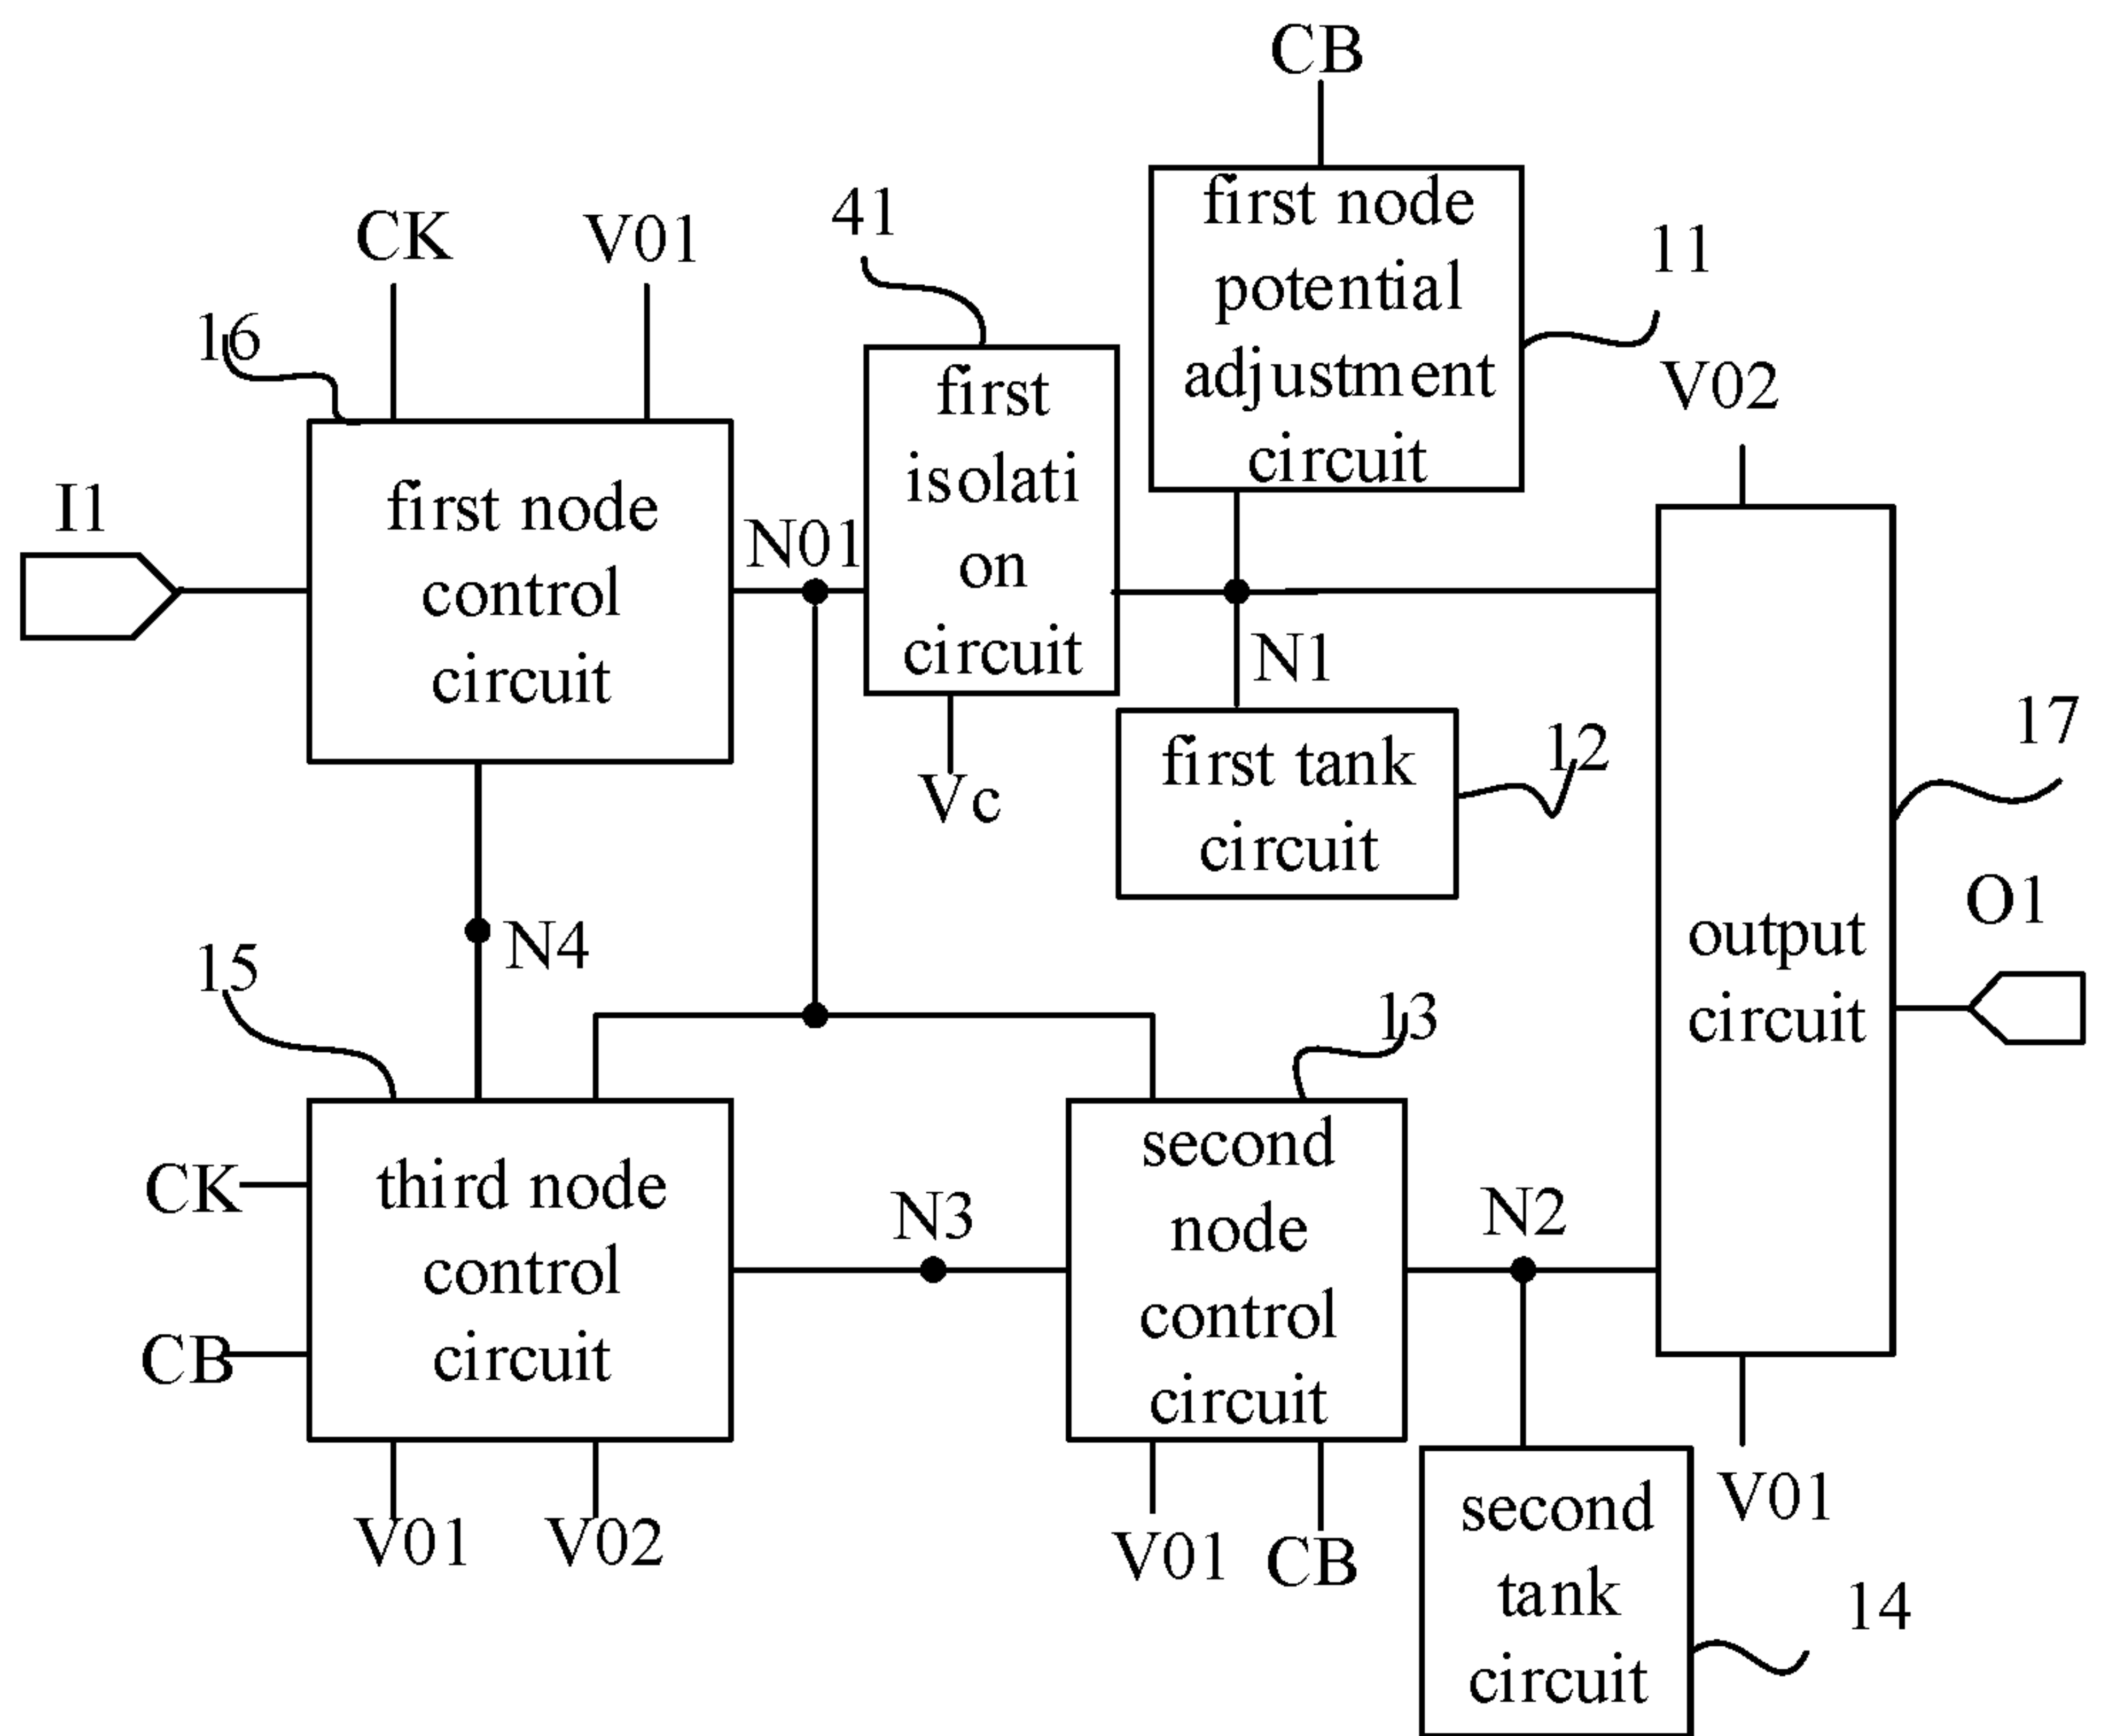 CB
first node
potential
adjustment
circuit
11
41
CK
V01
16
first
isolati
on
circuit
V02
I1
first node
control
circuit
N01
N1
Vc
first tank
circuit
12
17
O1
output
circuit
N4
15
13
CK
CB
third node
control
circuit
N3
second
node
control
circuit
N2
V01
V02
V01
CB
V01
second
tank
circuit
14